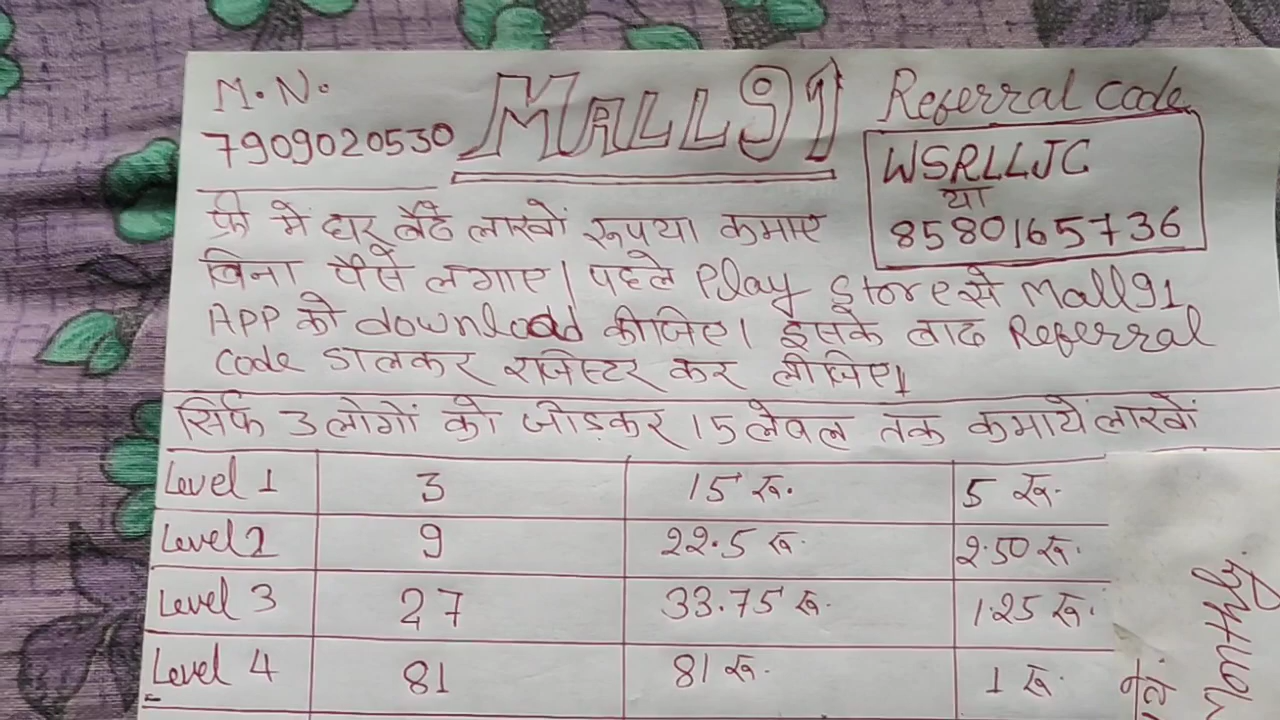 M.N.
7909020530
MALL91
Referral Code
WSRLLJC
या
8580165736
फ्री में घर बैठे लाखों रूपया कमाए
बिना पैसे लगाए। पहले Play Store से Mall91
APP को download कीजिए। इसके बाद Referral
Code डालकर रजिस्टर कर लीजिए।
सिर्फ 3 लोगों को जोड़कर 15 लेवल तक कमायें लाखों
Level 1 3 15 रू. 5 रू.
Level 2 9 22.5 रू. 2.50 रू.
Level 3 27 33.75 रू. 1.25 रू.
Level 4 81 81 रू. 1 रू.